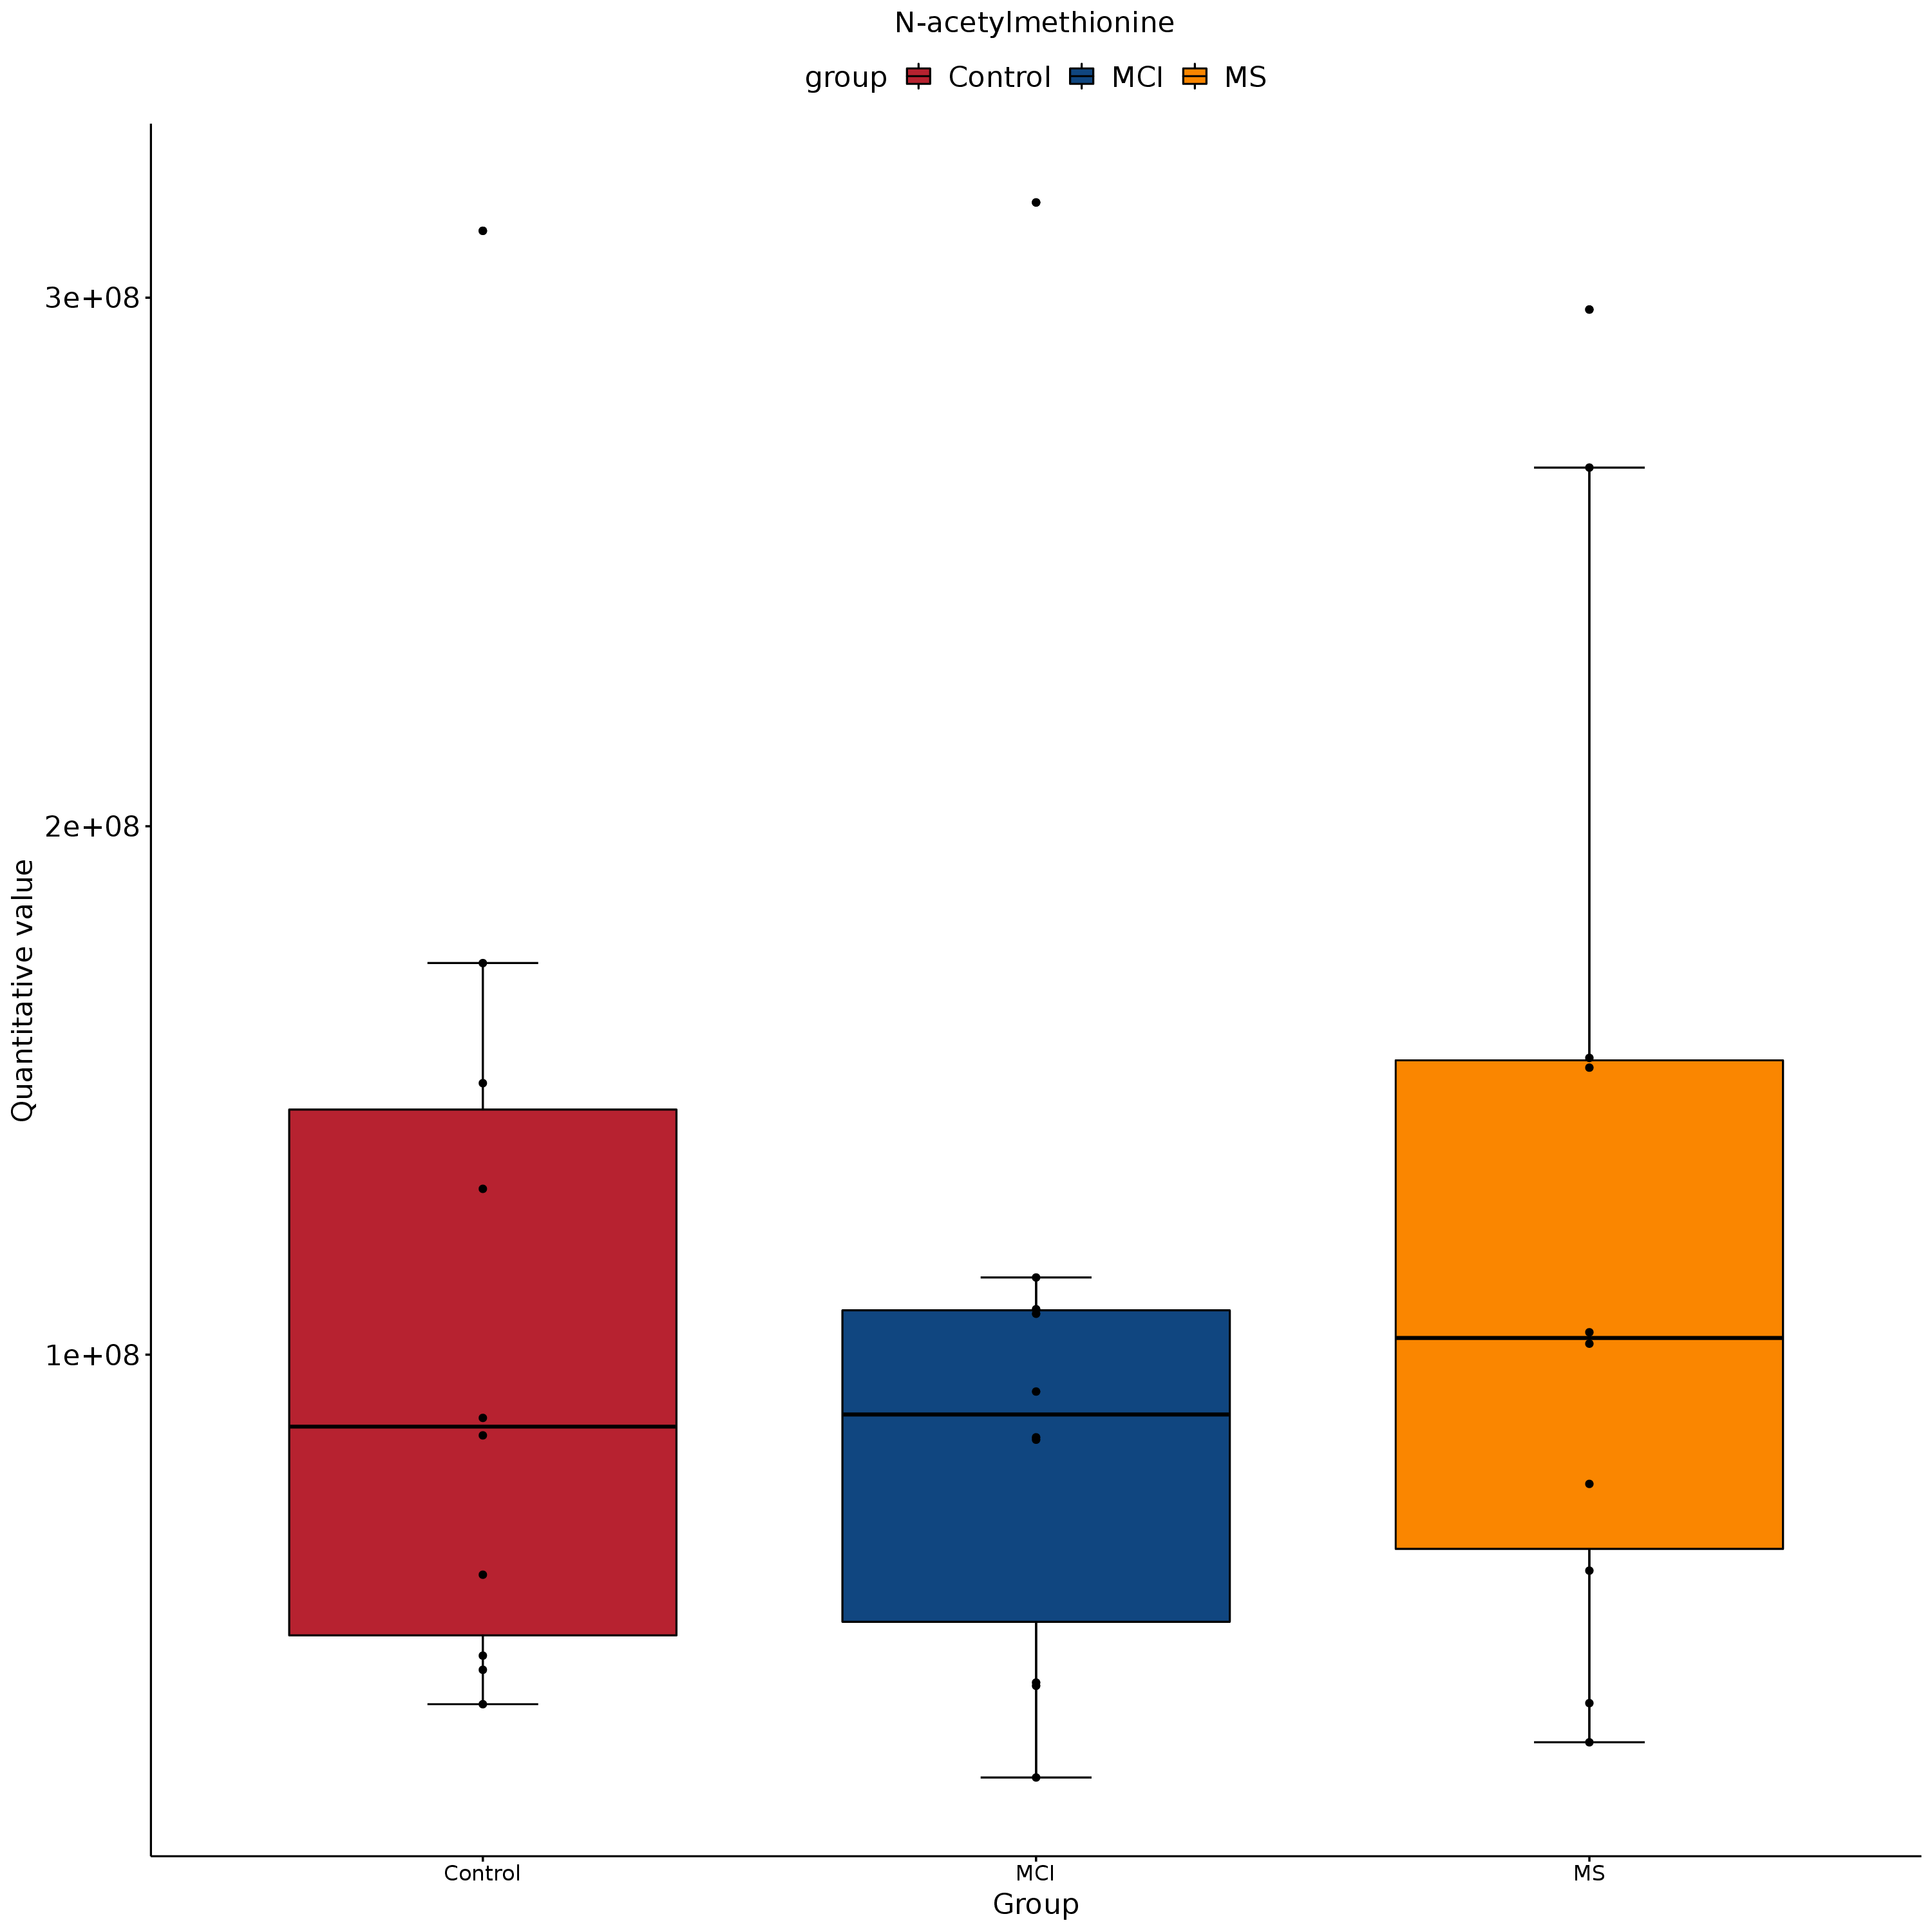 N-acetylmethionine
group Control MCI MS
3e+08
2e+08
1e+08
Quantitative value
Control MCI MS
Group